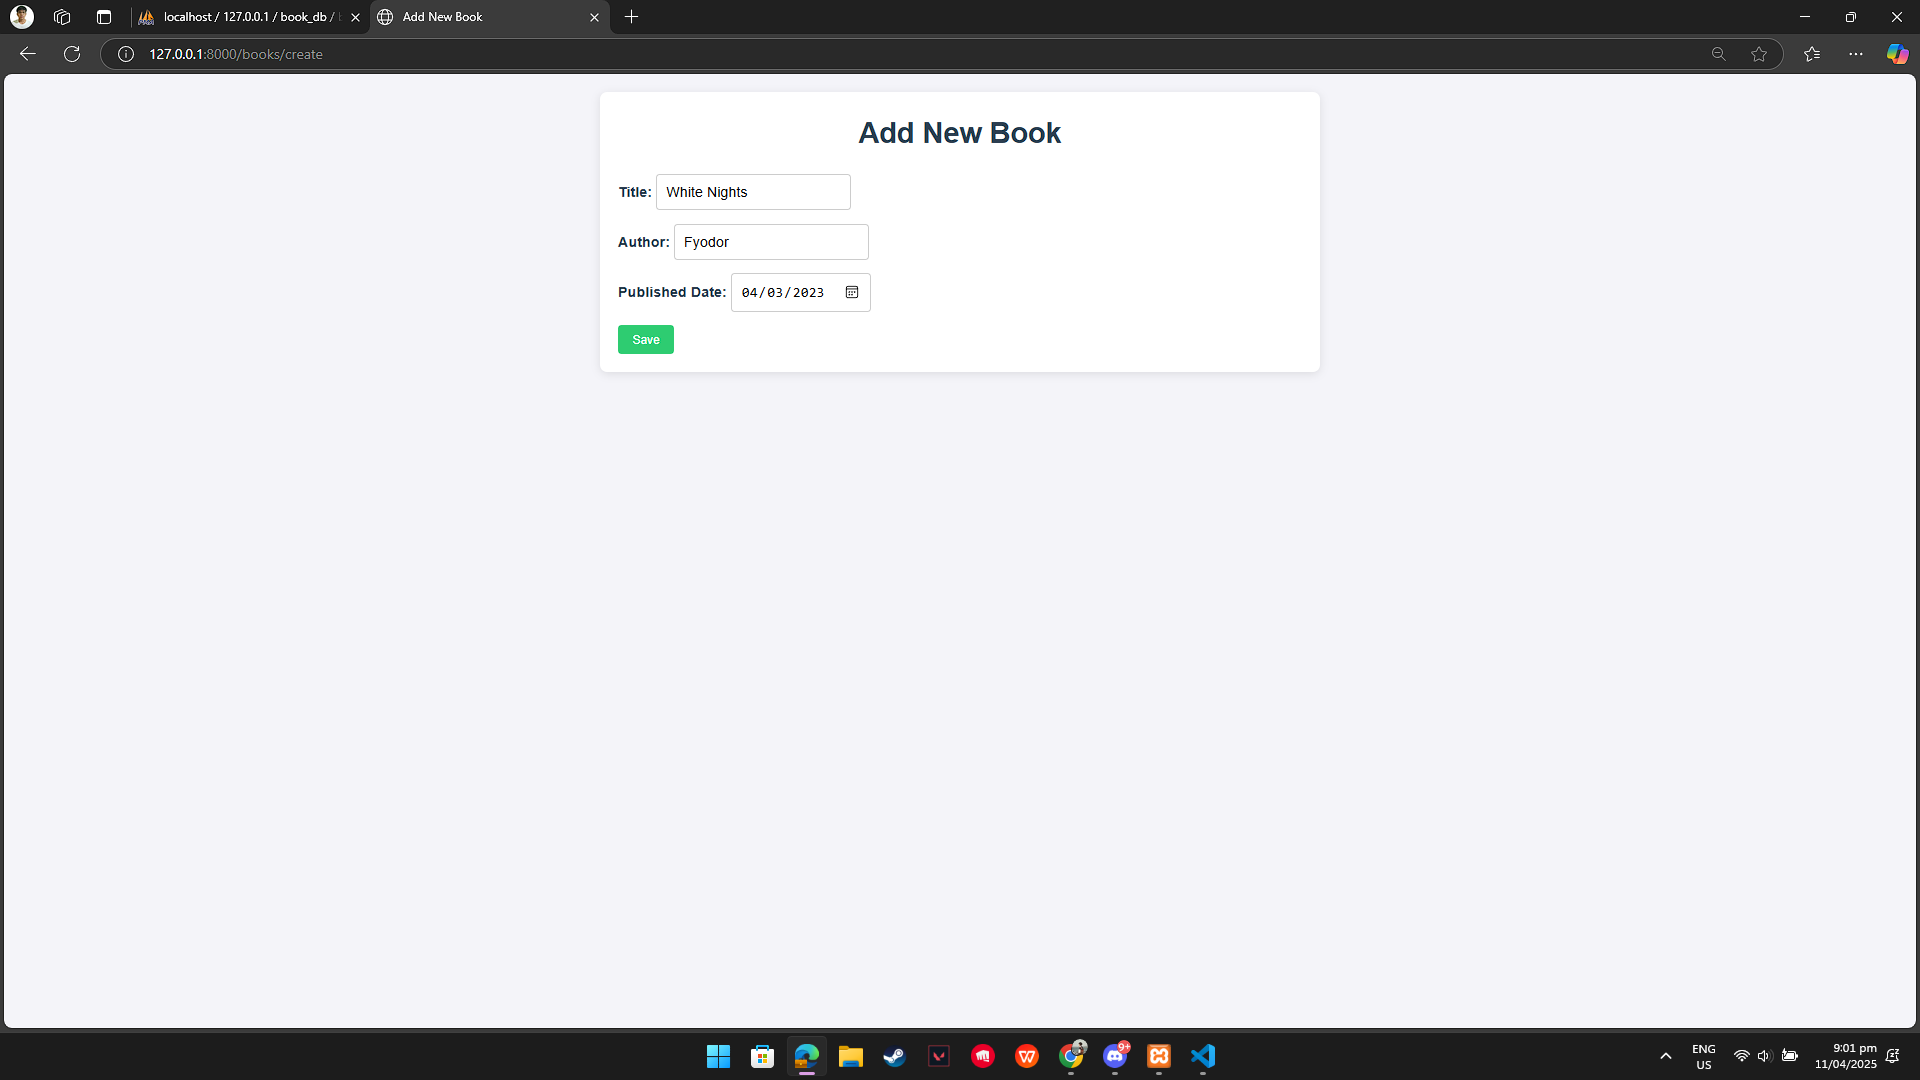 localhost / 127.0.0.1 / book_db /
Add New Book
127.0.0.1:8000/books/create
Add New Book
Title: White Nights
Author: Fyodor
Published Date: 04/03/2023
Save
9+
ENG
US
9:01 pm
11/04/2025